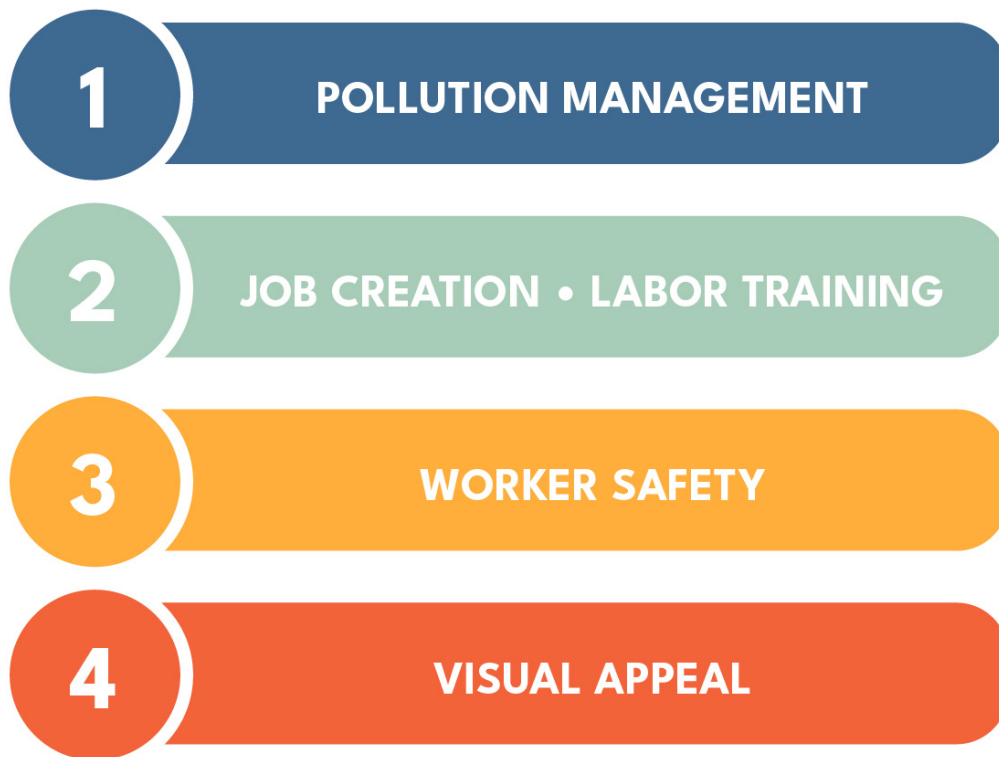 1 POLLUTION MANAGEMENT
2 JOB CREATION • LABOR TRAINING
3 WORKER SAFETY
4 VISUAL APPEAL